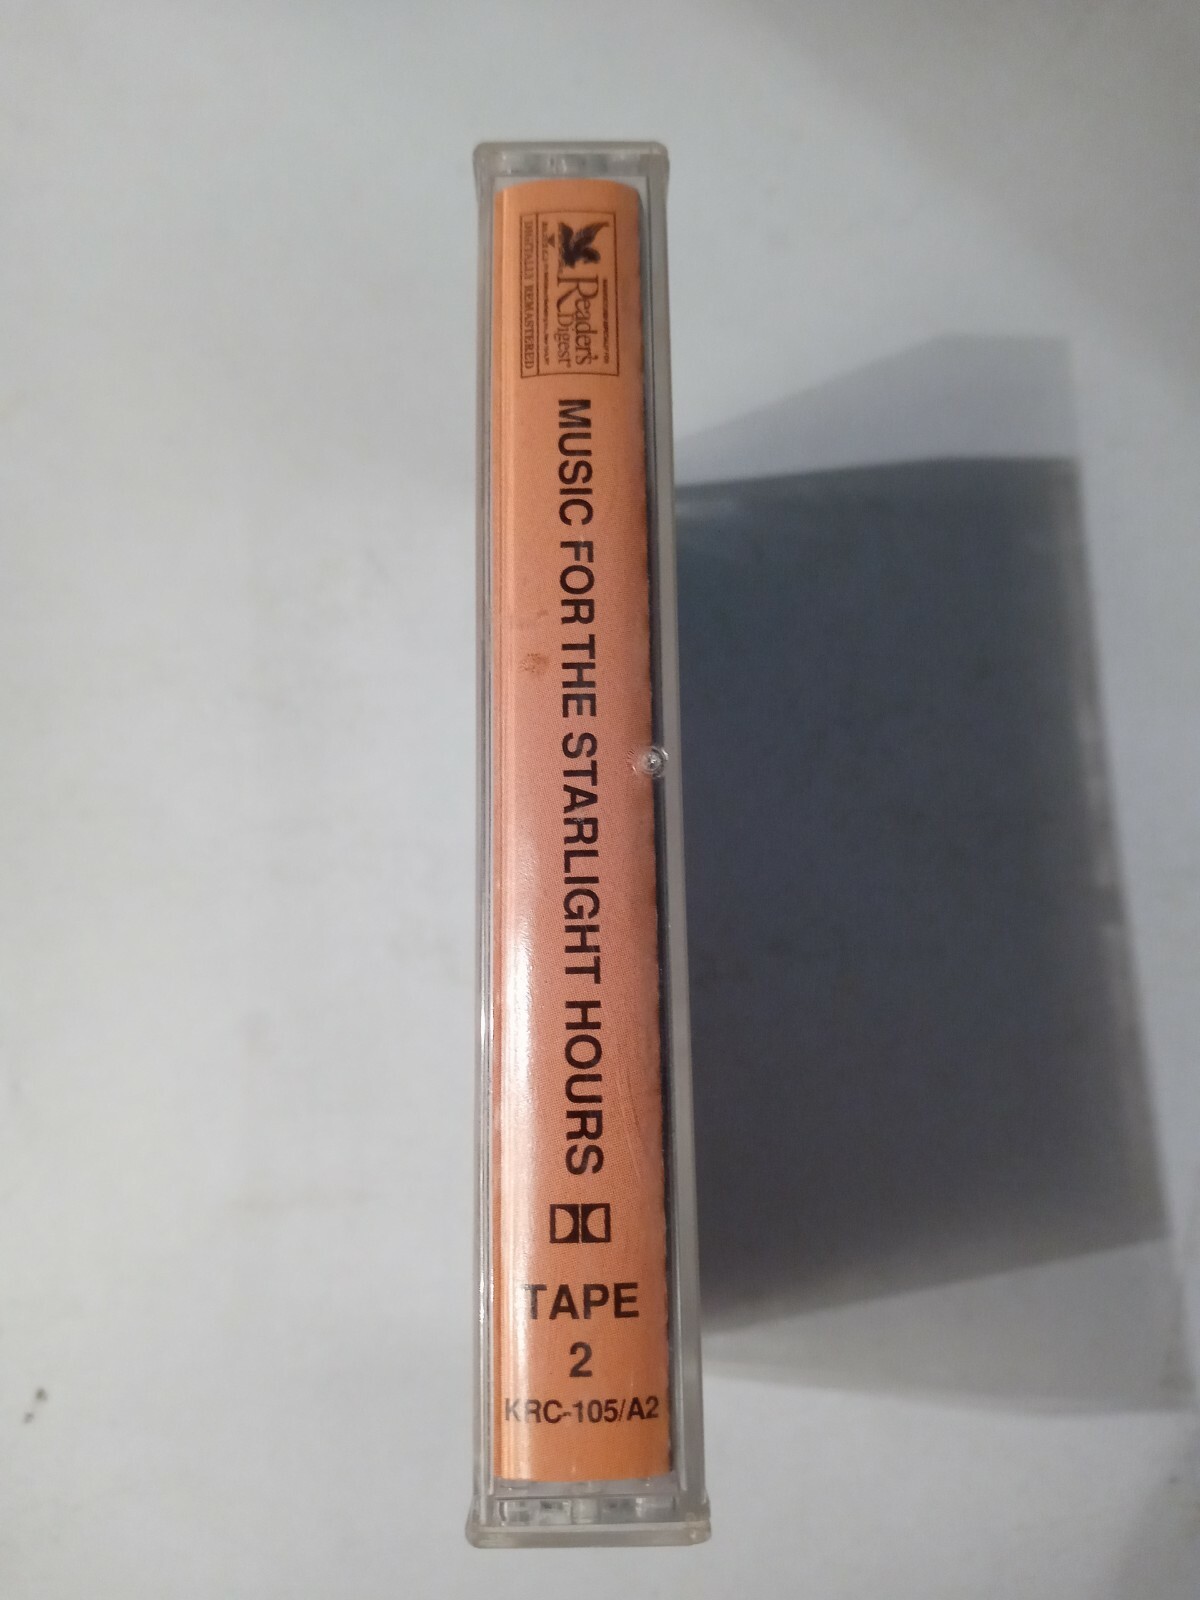 Reader's
Digest
DIGITALLY REMASTERED
MUSIC FOR THE STARLIGHT HOURS
TAPE
2
KRC-105/A2